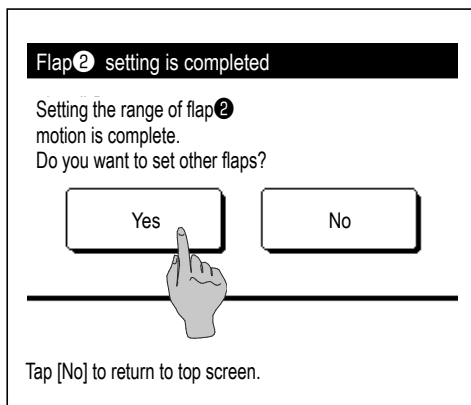 Flap❷ setting is completed
Setting the range of flap❷
motion is complete.
Do you want to set other flaps?
Yes
No
Tap [No] to return to top screen.